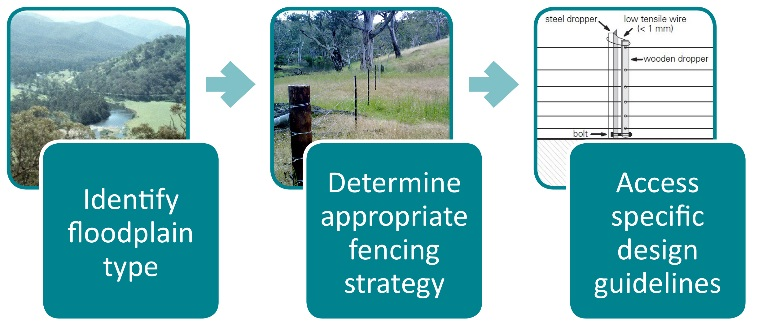 Identify
floodplain
type
Determine
appropriate
fencing
strategy
steel dropper
low tensile wire
(< 1 mm)
wooden dropper
bolt
Access
specific
design
guidelines